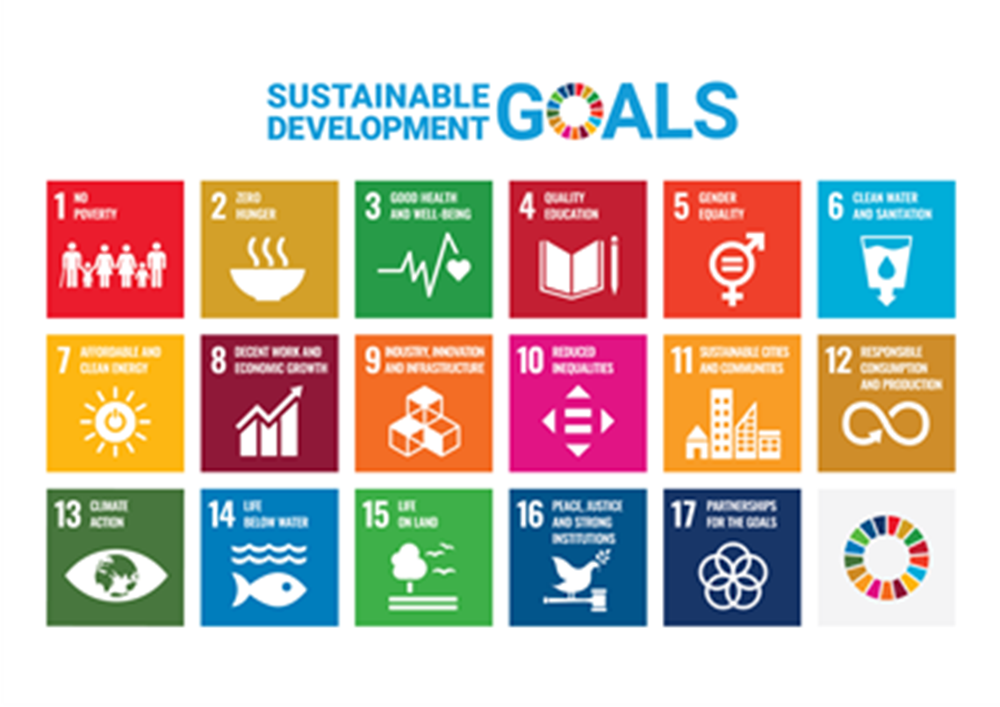 SUSTAINABLE
DEVELOPMENT
GOALS
1 NO
POVERTY
2 ZERO
HUNGER
3 GOOD HEALTH
AND WELL-BEING
4 QUALITY
EDUCATION
5 GENDER
EQUALITY
6 CLEAN WATER
AND SANITATION
7 AFFORDABLE AND
CLEAN ENERGY
8 DECENT WORK AND
ECONOMIC GROWTH
9 INDUSTRY, INNOVATION
AND INFRASTRUCTURE
10 REDUCED
INEQUALITIES
11 SUSTAINABLE CITIES
AND COMMUNITIES
12 RESPONSIBLE
CONSUMPTION
AND PRODUCTION
13 CLIMATE
ACTION
14 LIFE
BELOW WATER
15 LIFE
ON LAND
16 PEACE, JUSTICE
AND STRONG
INSTITUTIONS
17 PARTNERSHIPS
FOR THE GOALS